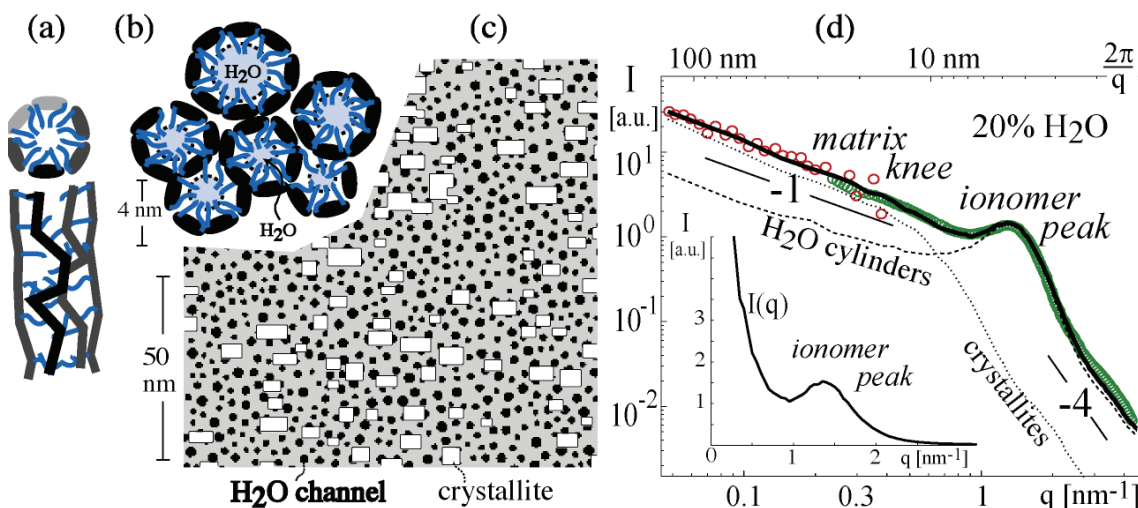 (a)
(b)
(c)
(d)
H2O
4 nm
H2O
50
nm
H2O channel
crystallite
100 nm
10 nm
2π
q
I
[a.u.]
20% H2O
matrix
knee
ionomer
peak
-1
H2O cylinders
crystallites
-4
10
10^0
10^-1
10^-2
I
[a.u.]
3
2
1
I(q)
ionomer
peak
1
2
q [nm-1]
0.1
0.3
1
q [nm-1]